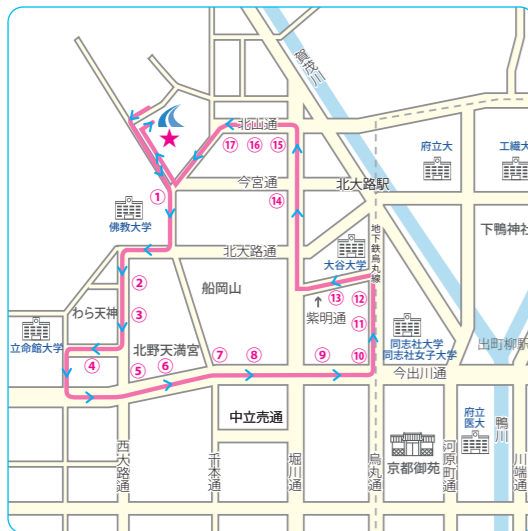 賀茂川
北山通
⑰
⑯
⑮
府立大
工繊大
今宮通
北大路駅
①
⑭
佛教大学
地下鉄烏丸線
下鴨神社
北大路通
大谷大学
②
船岡山
⑬
⑫
わら天神
③
紫明通
⑪
立命館大学
北野天満宮
同志社大学
同志社女子大学
出町柳駅
④
⑤
⑥
⑦
⑧
⑨
⑩
今出川通
中立売通
府立
医大
鴨川
京都御苑
西大路通
千本通
堀川通
烏丸通
河原町通
川端通